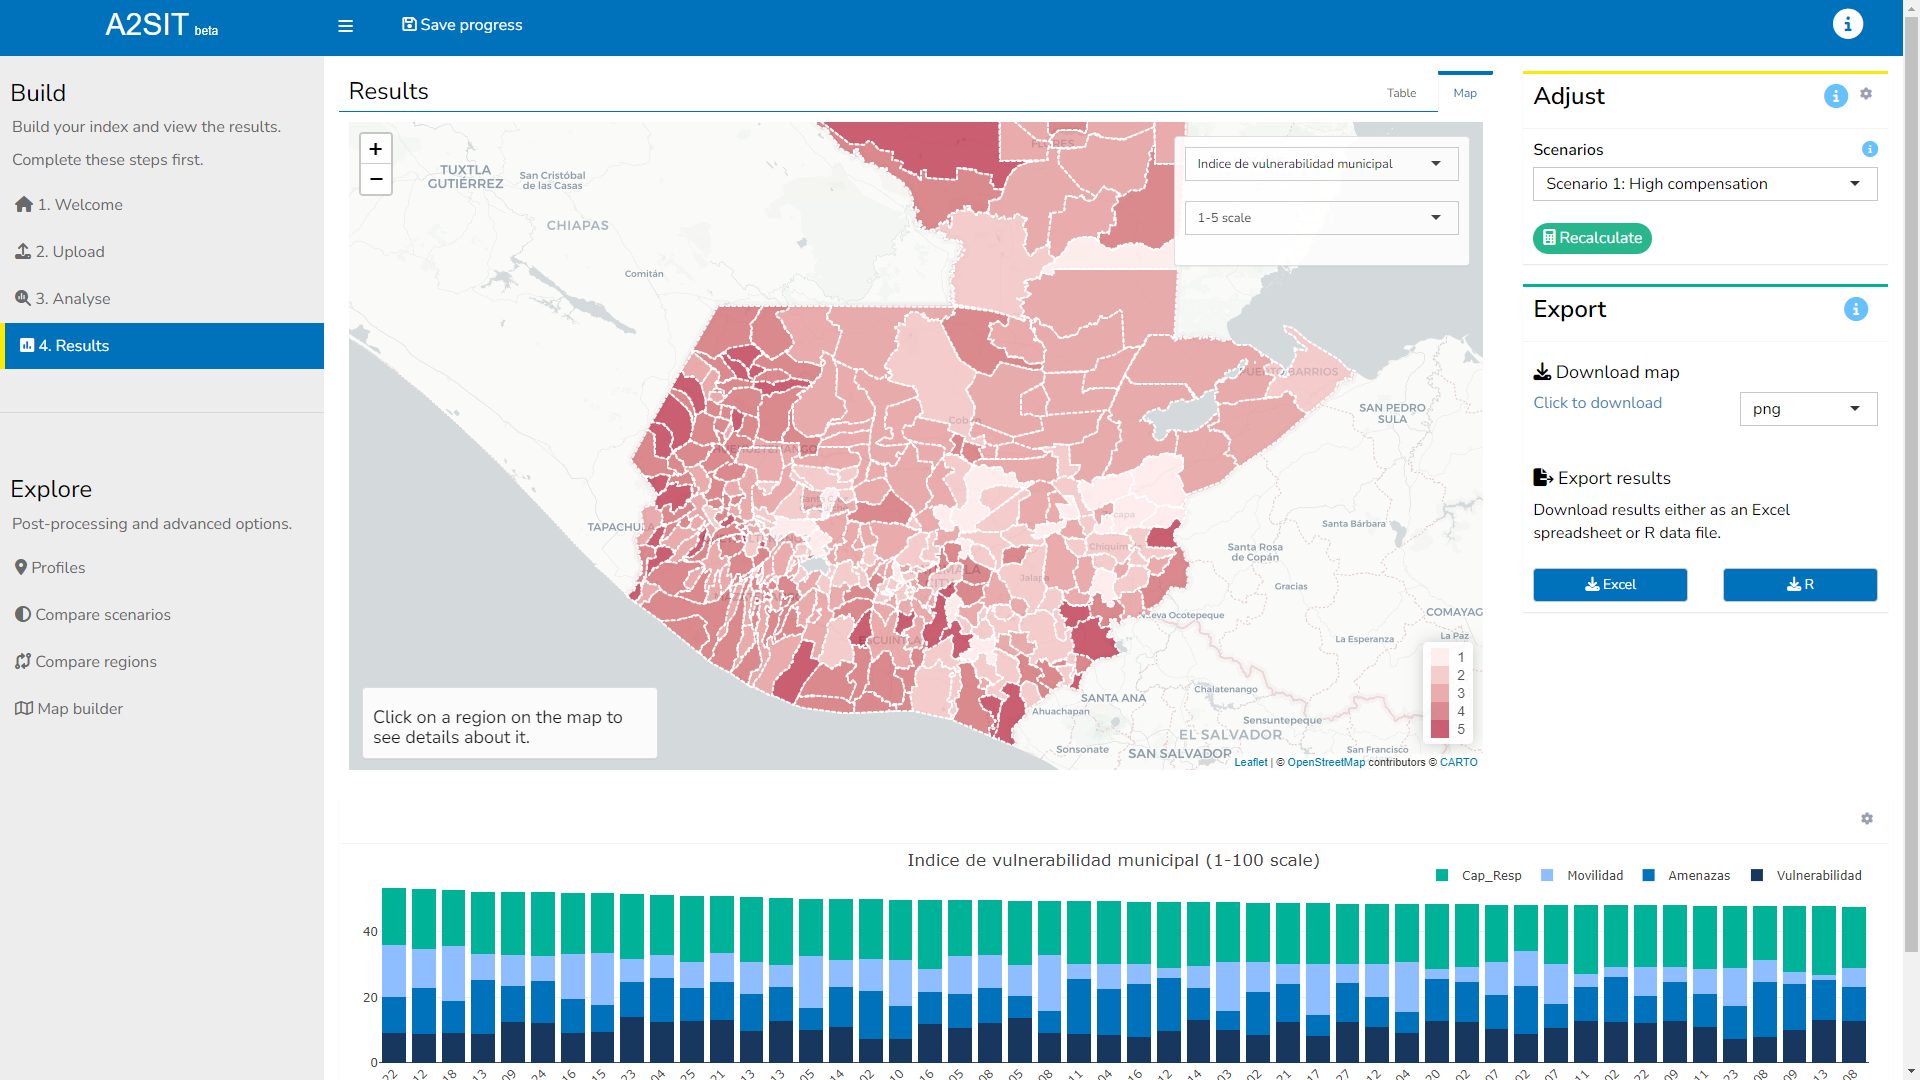 A2SIT beta
Save progress
Build
Build your index and view the results.
Complete these steps first.
1. Welcome
2. Upload
3. Analyse
4. Results
Explore
Post-processing and advanced options.
Profiles
Compare scenarios
Compare regions
Map builder
Results
Table
Map
+
−
Indice de vulnerabilidad municipal
1-5 scale
TUXTLA
GUTIÉRREZ
San Cristóbal
de las Casas
CHIAPAS
Comitán
FLORES
PUERTO BARRIOS
SAN PEDRO
SULA
HUEHUETENANGO
TAPACHULA
Santa Bárbara
Chiquim
Santa Rosa
de Copán
Jalapa
Gracias
Nueva Ocotepeque
COMAYAG
La Esperanza
La Paz
ESCUINTLA
SANTA ANA
Chalatenango
Ahuachapan
Sensuntepeque
EL SALVADOR
Sonsonate
SAN SALVADOR
San Francisco
1
2
3
4
5
Click on a region on the map to
see details about it.
Leaflet | © OpenStreetMap contributors © CARTO
Adjust
Scenarios
Scenario 1: High compensation
Recalculate
Export
Download map
Click to download
png
Export results
Download results either as an Excel
spreadsheet or R data file.
Excel
R
Indice de vulnerabilidad municipal (1-100 scale)
Cap_Resp
Movilidad
Amenazas
Vulnerabilidad
40
20
0
22 12 18 13 09 24 16 15 23 04 25 21 13 13 05 14 02 10 16 05 08 05 08 11 04 16 12 14 03 02 21 17 27 12 04 20 02 07 02 07 11 02 22 09 11 23 08 09 13 08